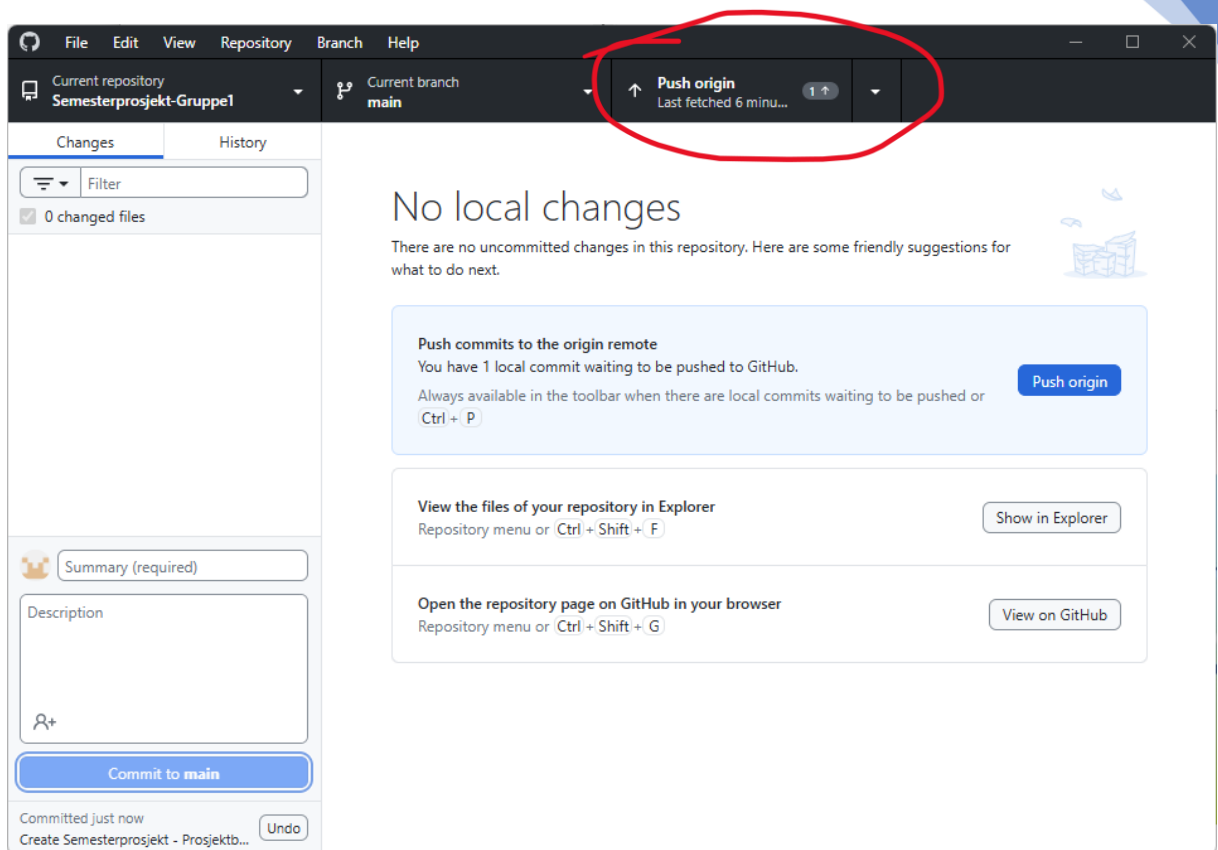 File Edit View Repository Branch Help
Current repository
Semesterprosjekt-Gruppe1
Current branch
main
Push origin
Last fetched 6 minu...
1
Changes History
Filter
0 changed files
No local changes
There are no uncommitted changes in this repository. Here are some friendly suggestions for
what to do next.
Push commits to the origin remote
You have 1 local commit waiting to be pushed to GitHub.
Always available in the toolbar when there are local commits waiting to be pushed or
Ctrl + P
Push origin
View the files of your repository in Explorer
Repository menu or Ctrl + Shift + F
Show in Explorer
Open the repository page on GitHub in your browser
Repository menu or Ctrl + Shift + G
View on GitHub
Summary (required)
Description
Commit to main
Committed just now
Create Semesterprosjekt - Prosjektb...
Undo